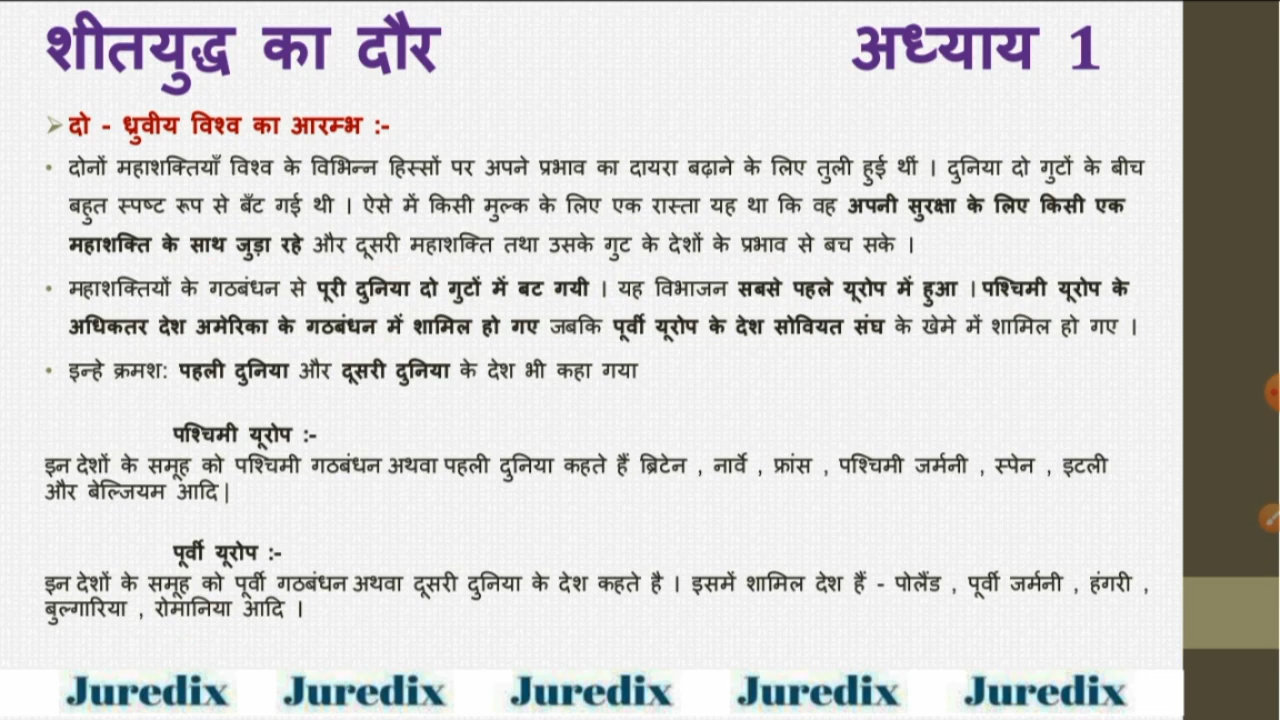 शीतयुद्ध का दौर अध्याय 1
➢ दो - ध्रुवीय विश्व का आरम्भ :-
• दोनों महाशक्तियाँ विश्व के विभिन्न हिस्सों पर अपने प्रभाव का दायरा बढ़ाने के लिए तुली हुई थीं । दुनिया दो गुटों के बीच
बहुत स्पष्ट रूप से बँट गई थी । ऐसे में किसी मुल्क के लिए एक रास्ता यह था कि वह अपनी सुरक्षा के लिए किसी एक
महाशक्ति के साथ जुड़ा रहे और दूसरी महाशक्ति तथा उसके गुट के देशों के प्रभाव से बच सके ।
• महाशक्तियों के गठबंधन से पूरी दुनिया दो गुटों में बट गयी । यह विभाजन सबसे पहले यूरोप में हुआ । पश्चिमी यूरोप के
अधिकतर देश अमेरिका के गठबंधन में शामिल हो गए जबकि पूर्वी यूरोप के देश सोवियत संघ के खेमे में शामिल हो गए ।
• इन्हे क्रमश: पहली दुनिया और दूसरी दुनिया के देश भी कहा गया
पश्चिमी यूरोप :-
इन देशों के समूह को पश्चिमी गठबंधन अथवा पहली दुनिया कहते हैं ब्रिटेन , नार्वे , फ्रांस , पश्चिमी जर्मनी , स्पेन , इटली
और बेल्जियम आदि |
पूर्वी यूरोप :-
इन देशों के समूह को पूर्वी गठबंधन अथवा दूसरी दुनिया के देश कहते है । इसमें शामिल देश हैं - पोलैंड , पूर्वी जर्मनी , हंगरी ,
बुल्गारिया , रोमानिया आदि ।
Juredix Juredix Juredix Juredix Juredix